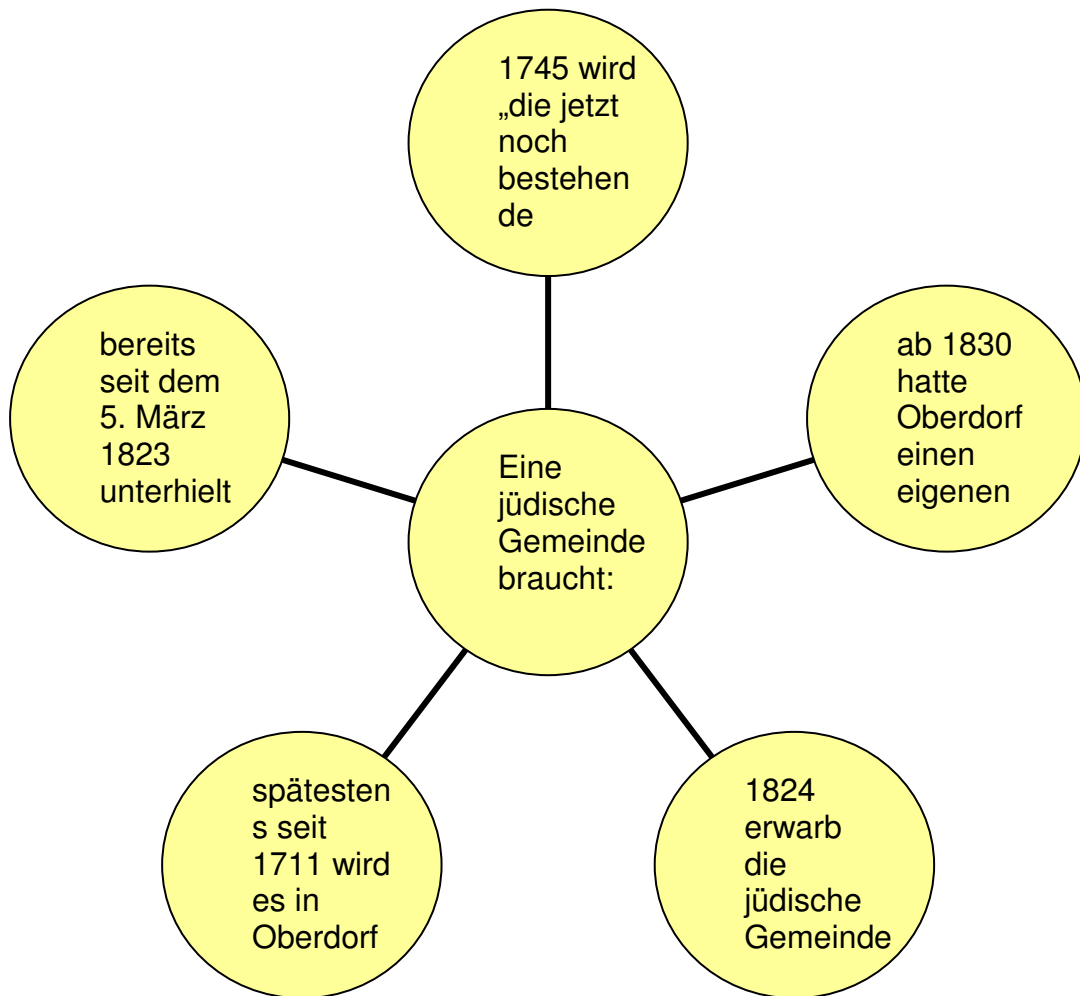 1745 wird
„die jetzt
noch
bestehen
de
bereits
seit dem
5. März
1823
unterhielt
ab 1830
hatte
Oberdorf
einen
eigenen
Eine
jüdische
Gemeinde
braucht:
spätesten
s seit
1711 wird
es in
Oberdorf
1824
erwarb
die
jüdische
Gemeinde